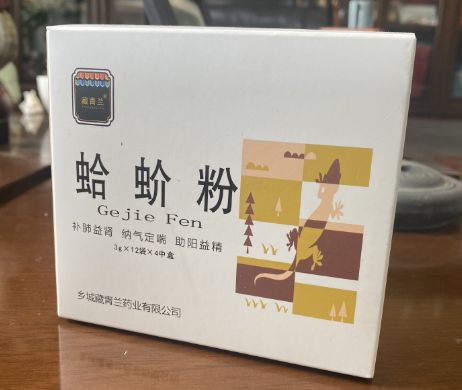 藏青兰
蛤蚧粉
Gejie Fen
补肺益肾 纳气定喘 助阳益精
3g×12袋×4中盒
乡城藏青兰药业有限公司